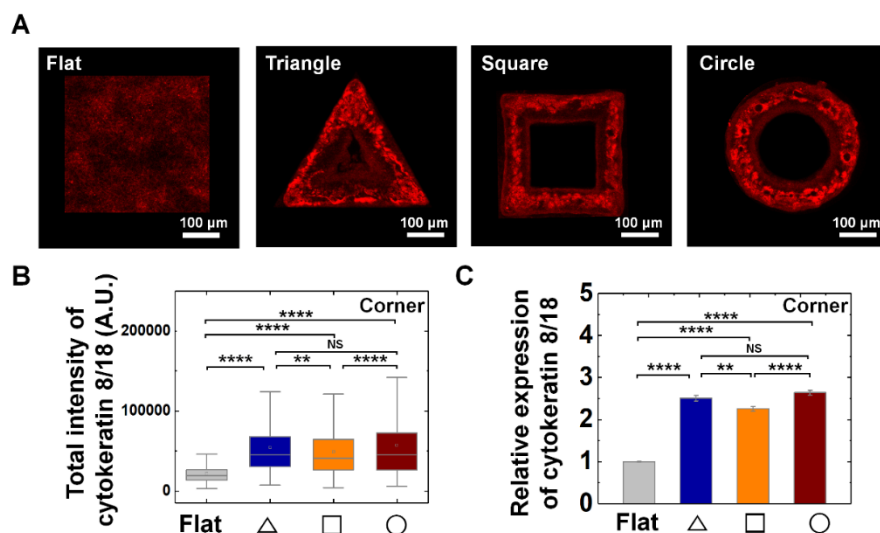 A
Flat
Triangle
Square
Circle
100 µm
100 µm
100 µm
100 µm
B
Total intensity of
cytokeratin 8/18 (A.U.)
200000
100000
0
Corner
****
****
NS
****
**
****
Flat △ □ ○
C
Relative expression
of cytokeratin 8/18
5
4
3
2
1
0
Corner
****
****
NS
****
**
****
Flat △ □ ○